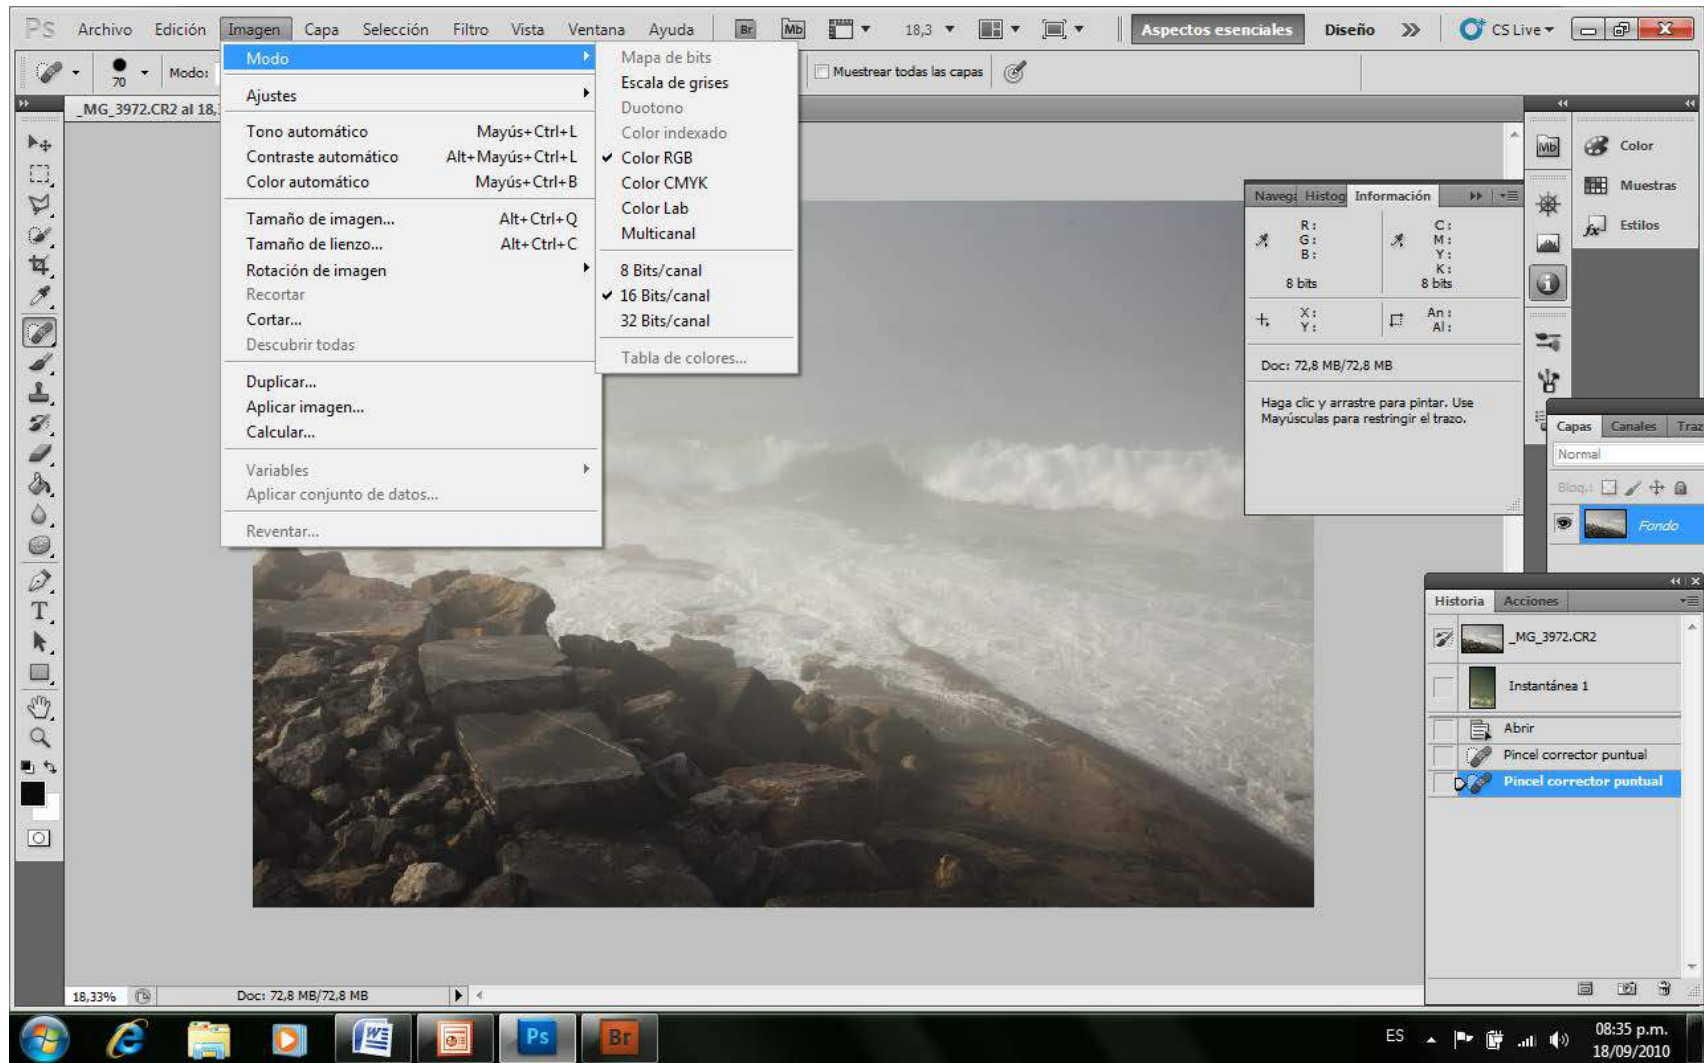 PS Archivo Edición Imagen Capa Selección Filtro Vista Ventana Ayuda Br Mb 18,3 Aspectos esenciales Diseño CS Live
70 Modo: Muestrear todas las capas
_MG_3972.CR2 al 18,
Modo
Ajustes
Tono automático Mayús+Ctrl+L
Contraste automático Alt+Mayús+Ctrl+L
Color automático Mayús+Ctrl+B
Tamaño de imagen... Alt+Ctrl+Q
Tamaño de lienzo... Alt+Ctrl+C
Rotación de imagen
Recortar
Cortar...
Descubrir todas
Duplicar...
Aplicar imagen...
Calcular...
Variables
Aplicar conjunto de datos...
Reventar...
Mapa de bits
Escala de grises
Duotono
Color indexado
Color RGB
Color CMYK
Color Lab
Multicanal
8 Bits/canal
16 Bits/canal
32 Bits/canal
Tabla de colores...
Navega Histog Información
R: C:
G: M:
B: Y:
K:
8 bits 8 bits
X: An:
Y: Al:
Doc: 72,8 MB/72,8 MB
Haga clic y arrastre para pintar. Use
Mayúsculas para restringir el trazo.
Mb Color
Muestras
Estilos
Capas Canales Traz
Normal
Bloq.:
Fondo
Historia Acciones
_MG_3972.CR2
Instantánea 1
Abrir
Pincel corrector puntual
Pincel corrector puntual
18,33% Doc: 72,8 MB/72,8 MB
Ps Br ES 08:35 p.m.
18/09/2010